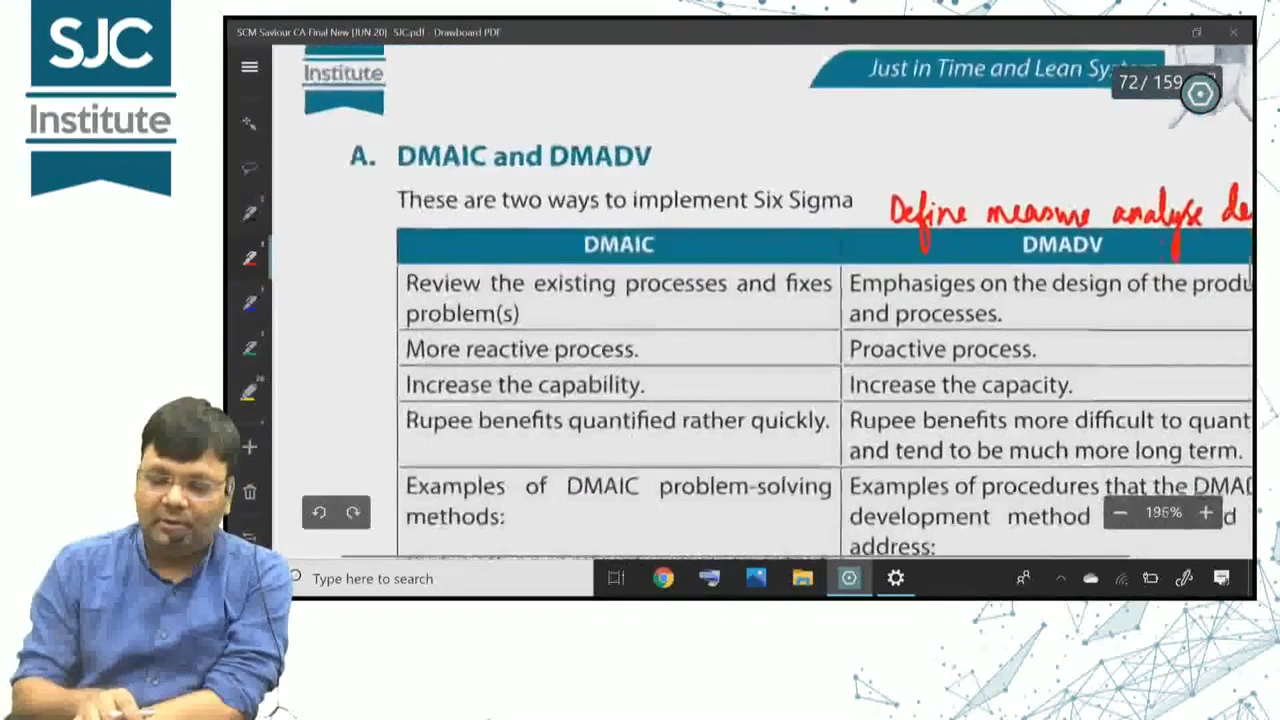 SJC
Institute
SCM Saviour CA Final New [JUN 20] SJC.pdf - Drawboard PDF
Institute
Just in Time and Lean
72 / 159
A. DMAIC and DMADV
These are two ways to implement Six Sigma
Define measure analyse de
DMAIC
DMADV
Review the existing processes and fixes
problem(s)
Emphasiges on the design of the produ
and processes.
More reactive process.
Proactive process.
Increase the capability.
Increase the capacity.
Rupee benefits quantified rather quickly.
Rupee benefits more difficult to quant
and tend to be much more long term.
Examples of DMAIC problem-solving
methods:
Examples of procedures that the DMAD
development method
address:
196%
Type here to search